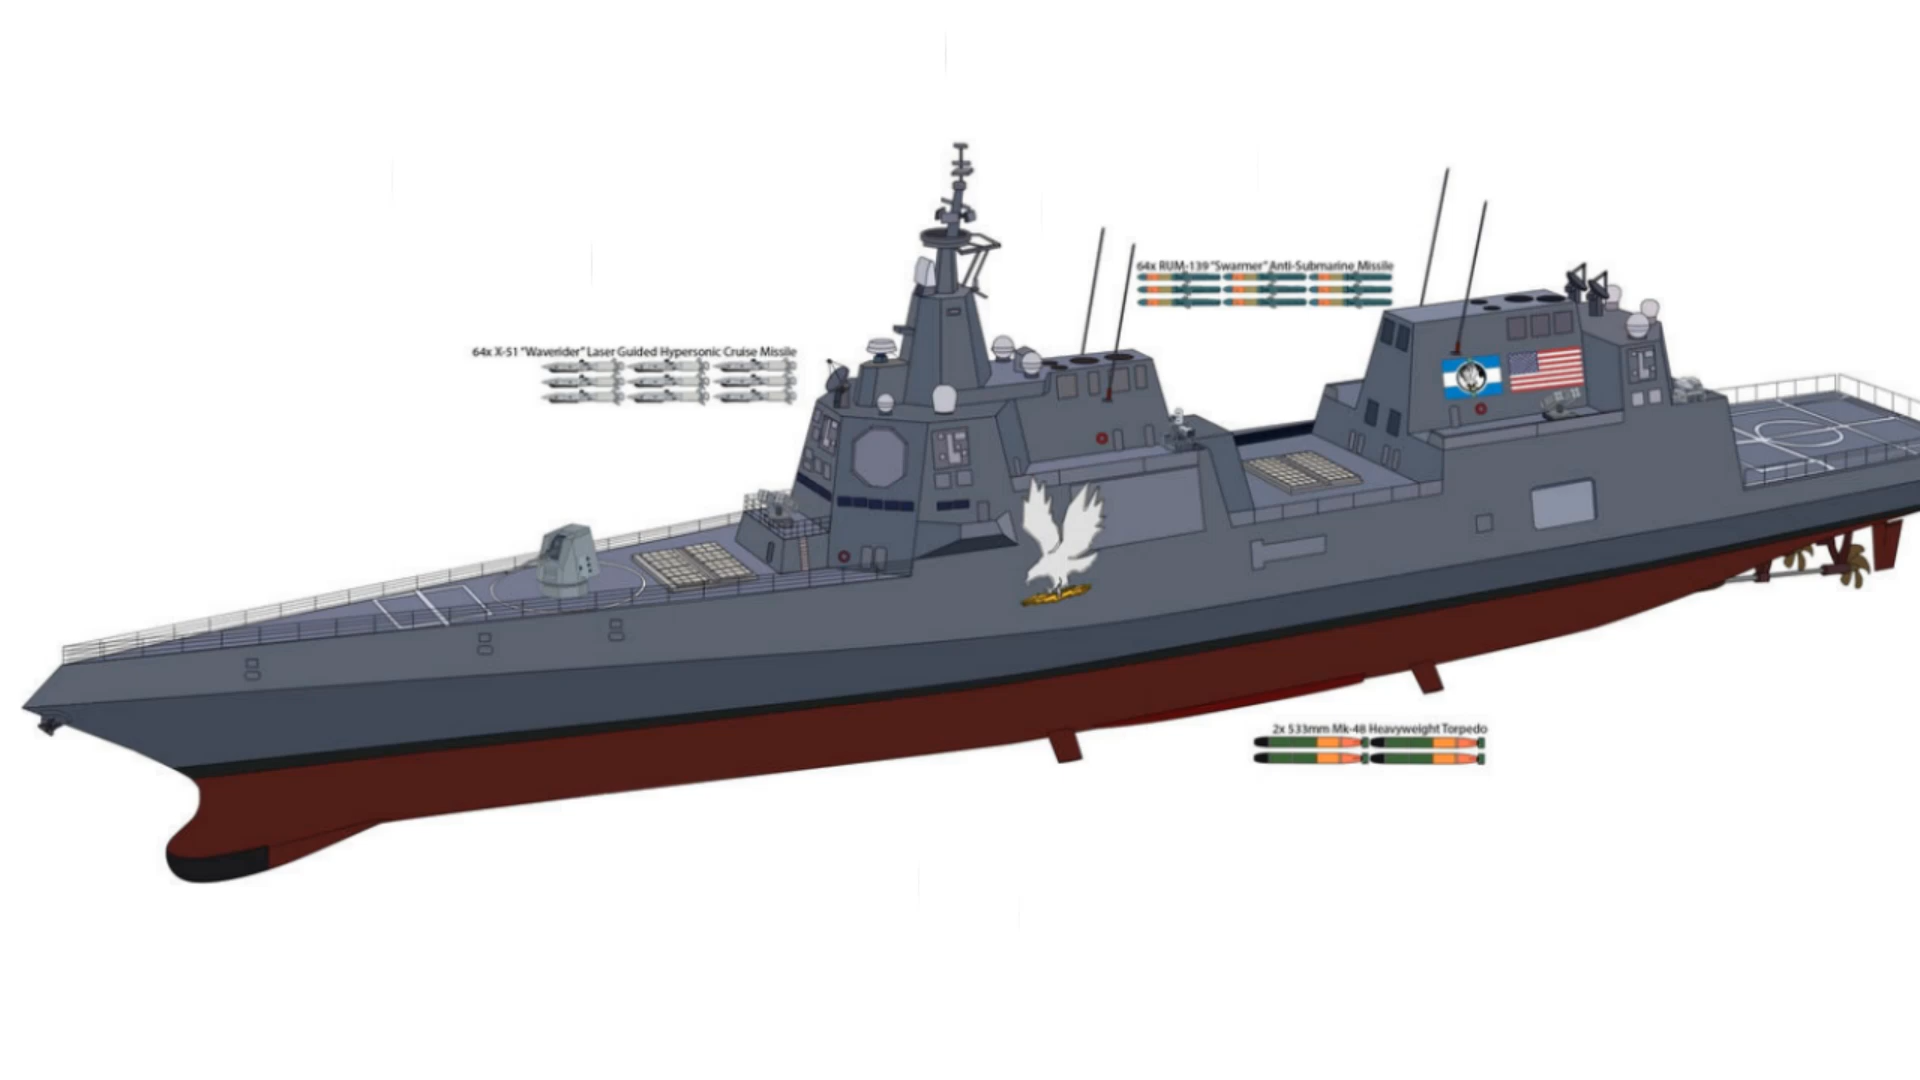 64x RUM-139 "Swarmer" Anti-Submarine Missile
64x X-51 "Waverider" Laser Guided Hypersonic Cruise Missile
2x 533mm Mk-48 Heavyweight Torpedo